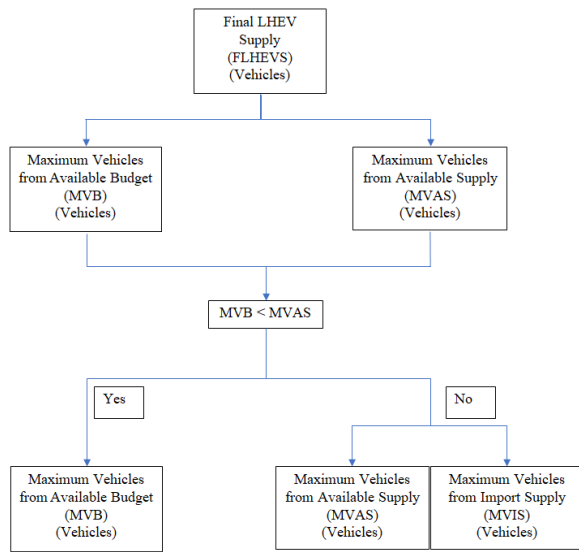 Final LHEV
Supply
(FLHEVS)
(Vehicles)
Maximum Vehicles
from Available Budget
(MVB)
(Vehicles)
Maximum Vehicles
from Available Supply
(MVAS)
(Vehicles)
MVB < MVAS
Yes
No
Maximum Vehicles
from Available Budget
(MVB)
(Vehicles)
Maximum Vehicles
from Available Supply
(MVAS)
(Vehicles)
Maximum Vehicles
from Import Supply
(MVIS)
(Vehicles)